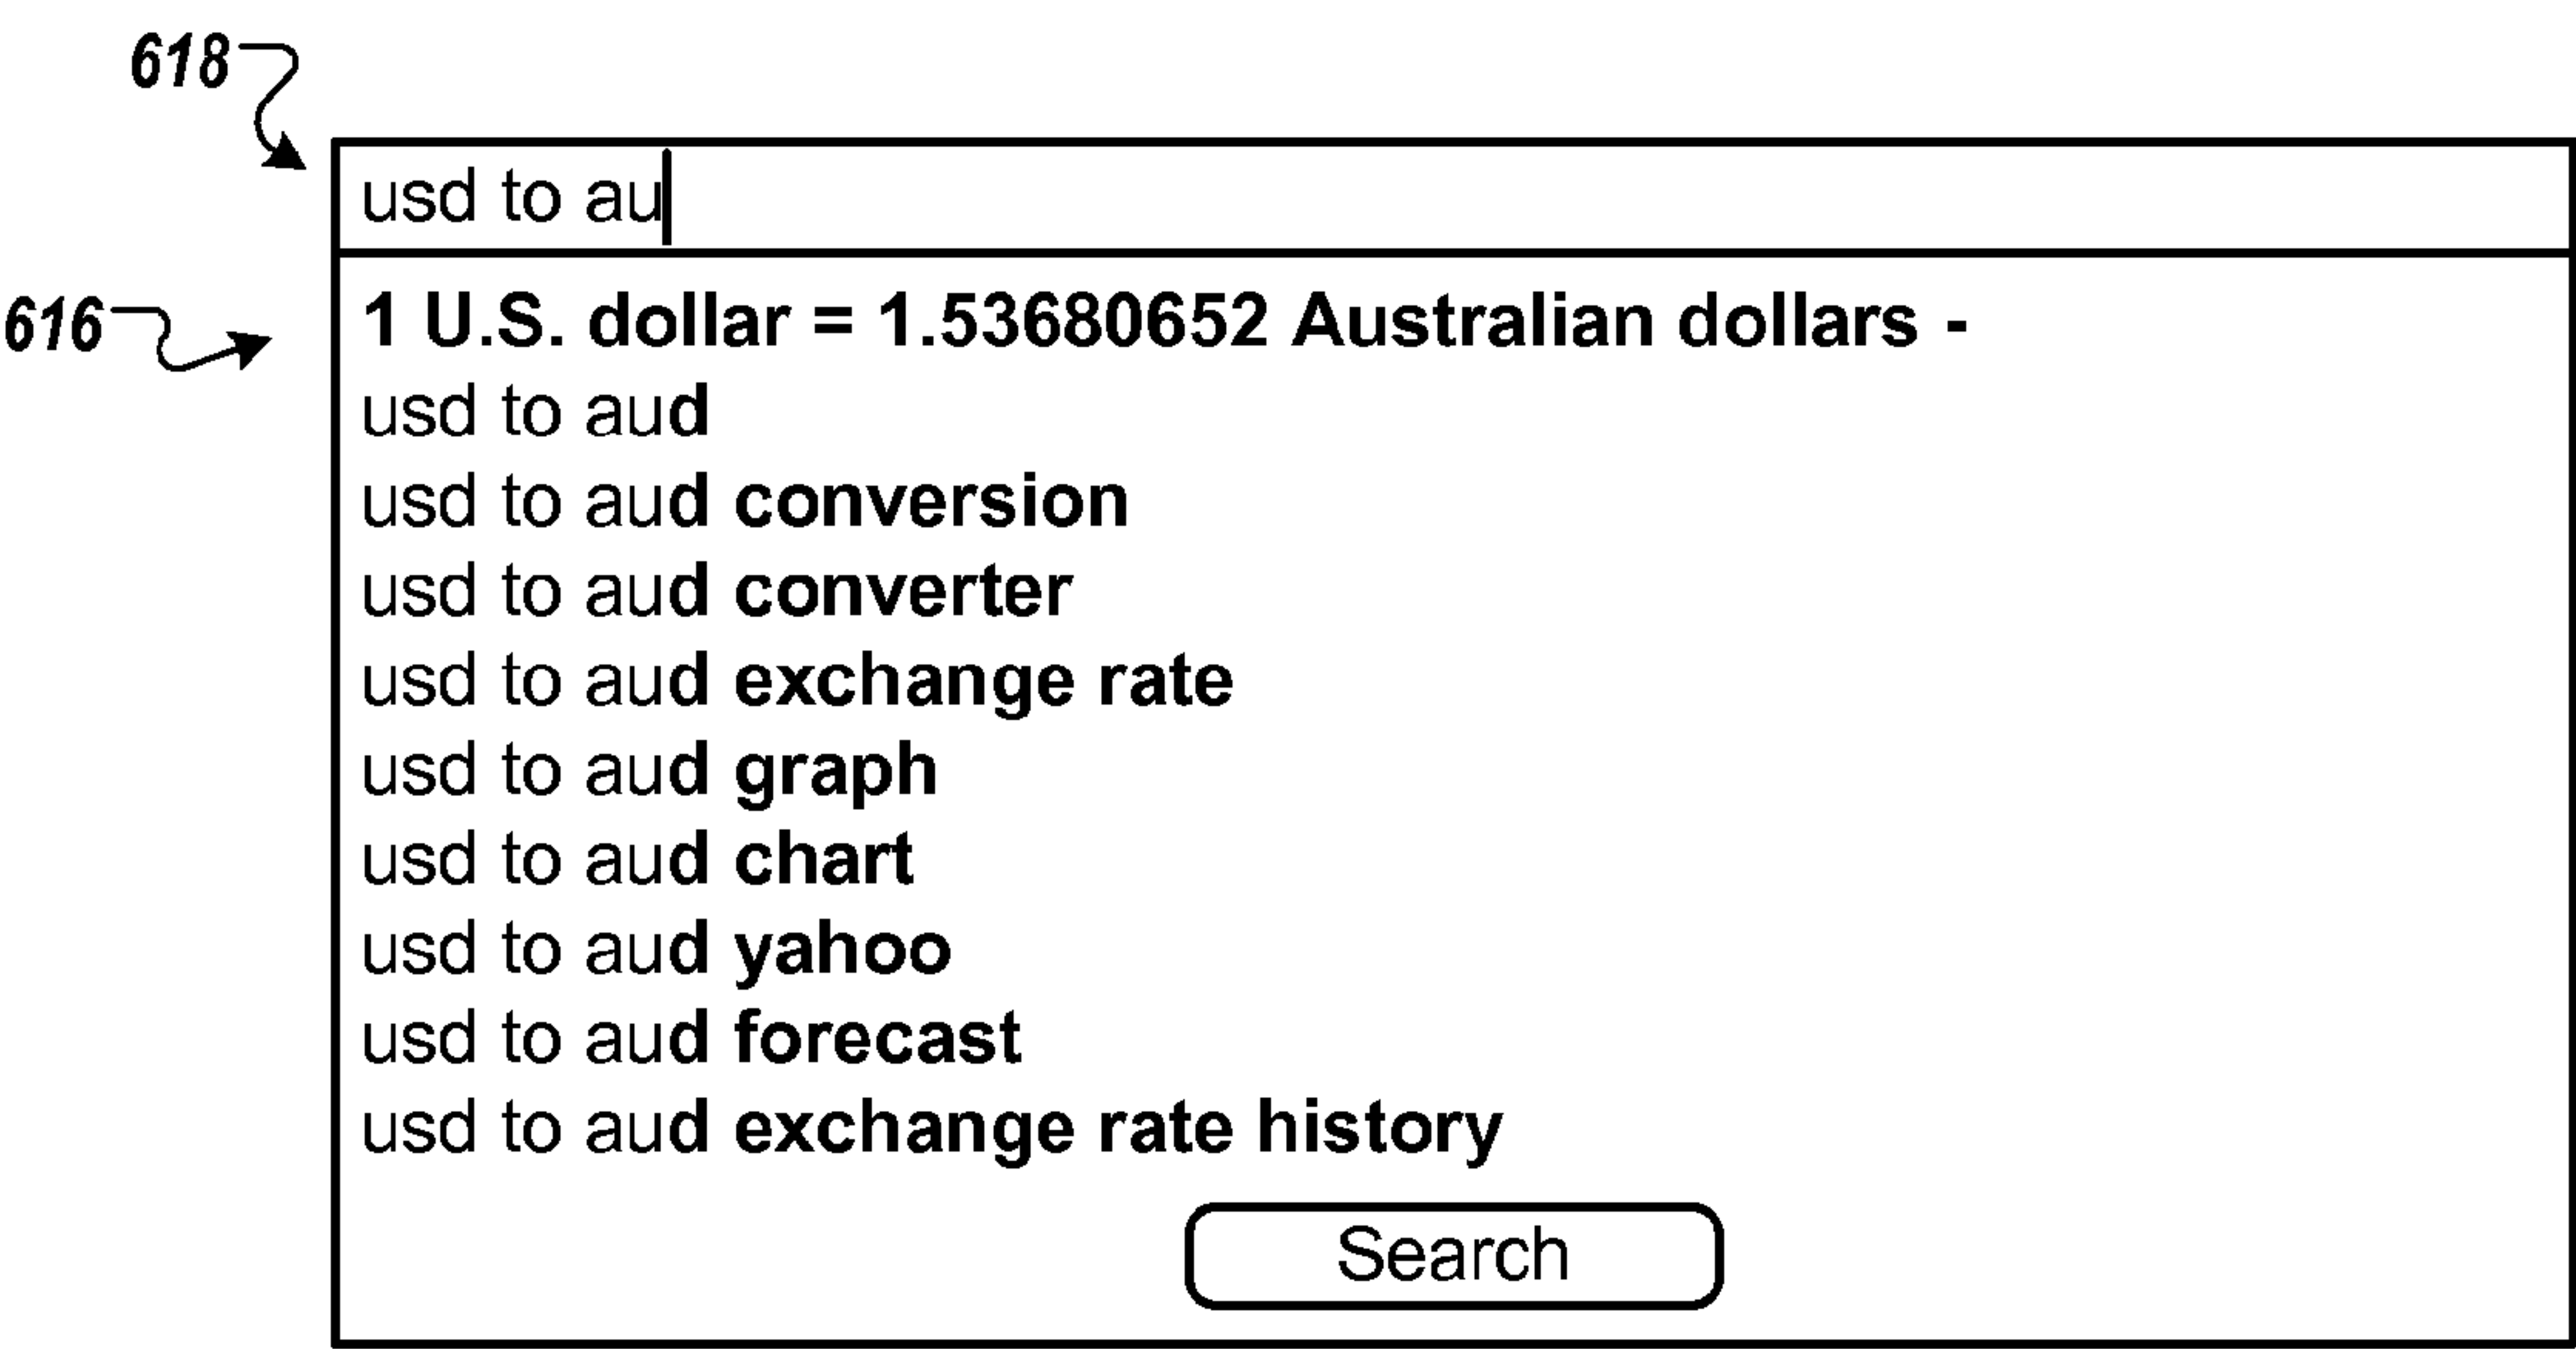 618
usd to au
616
1 U.S. dollar = 1.53680652 Australian dollars -
usd to aud
usd to aud conversion
usd to aud converter
usd to aud exchange rate
usd to aud graph
usd to aud chart
usd to aud yahoo
usd to aud forecast
usd to aud exchange rate history
Search